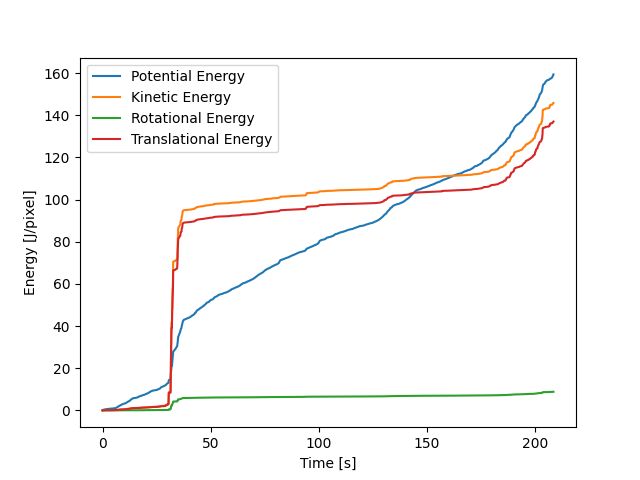 Potential Energy
Kinetic Energy
Rotational Energy
Translational Energy
160
140
120
100
80
60
40
20
0
Energy [J/pixel]
0 50 100 150 200
Time [s]